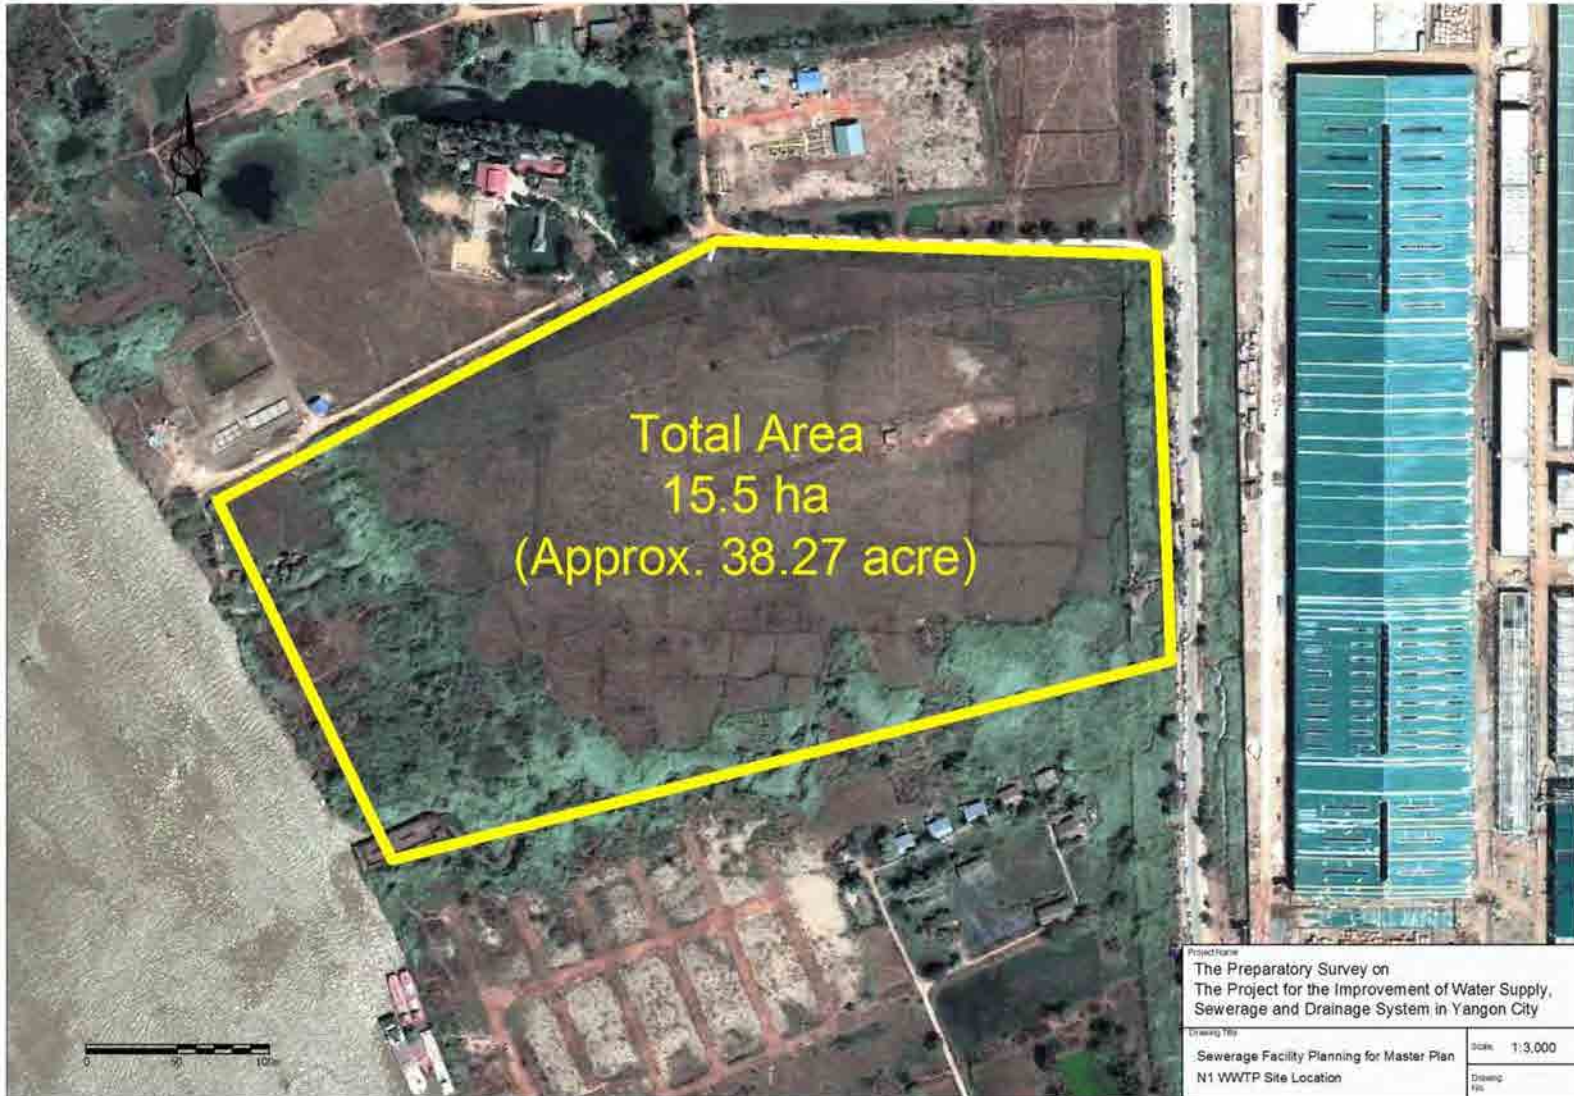 Total Area
15.5 ha
(Approx. 38.27 acre)
0 50 100m
Project Name
The Preparatory Survey on
The Project for the Improvement of Water Supply,
Sewerage and Drainage System in Yangon City
Drawing Title
Sewerage Facility Planning for Master Plan
N1 WWTP Site Location
Scale 1:3,000
Drawing
No.